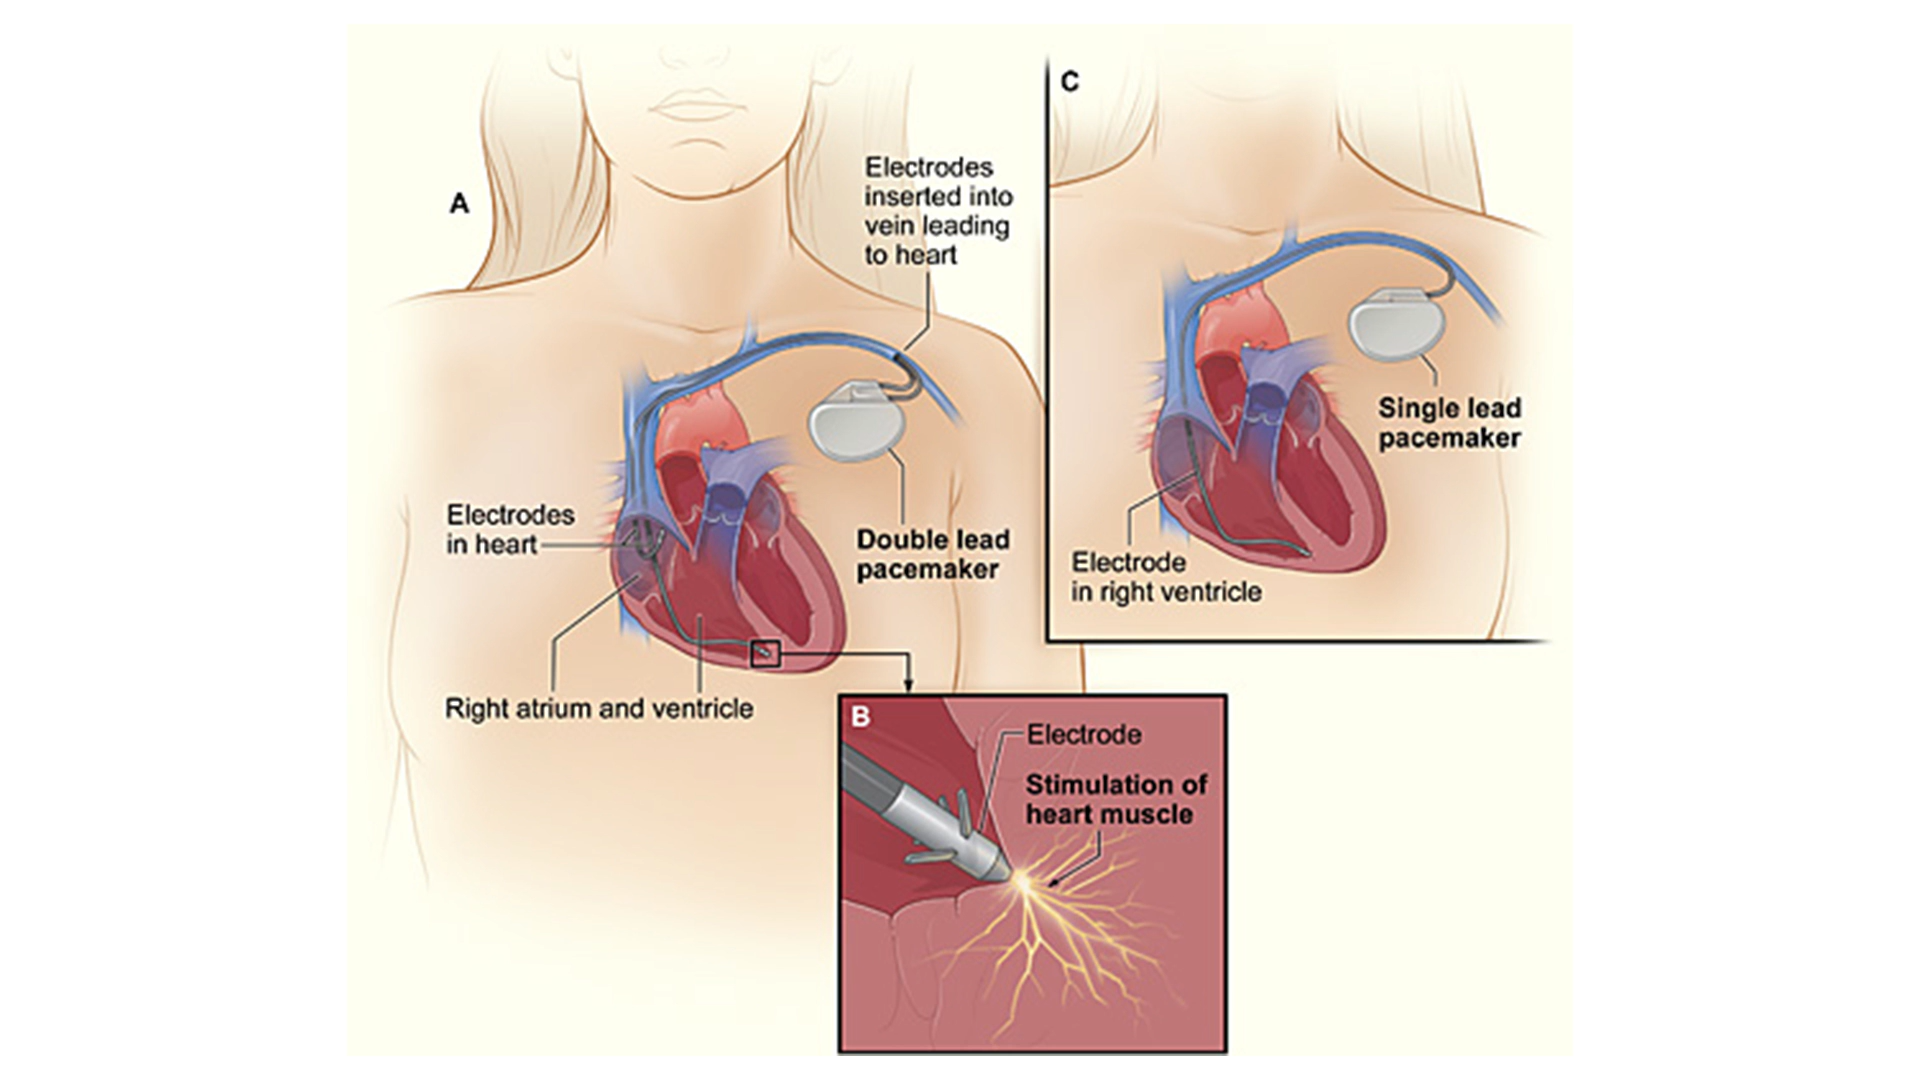 A
Electrodes
inserted into
vein leading
to heart
Double lead
pacemaker
Electrodes
in heart
Right atrium and ventricle
B
Electrode
Stimulation of
heart muscle
C
Single lead
pacemaker
Electrode
in right ventricle